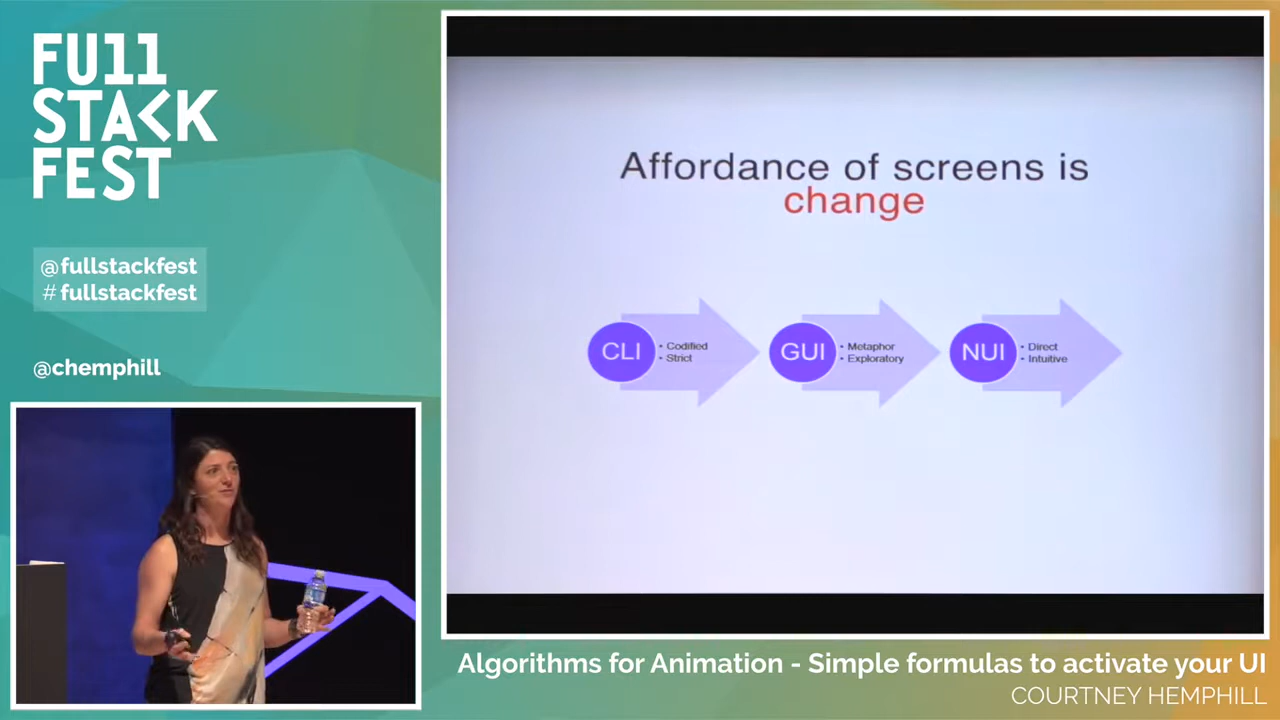 FU11
STACK
FEST
@fullstackfest
# fullstackfest
@chemphill
Affordance of screens is
change
CLI
• Codified
• Strict
GUI
• Metaphor
• Exploratory
NUI
• Direct
• Intuitive
Algorithms for Animation - Simple formulas to activate your UI
COURTNEY HEMPHILL